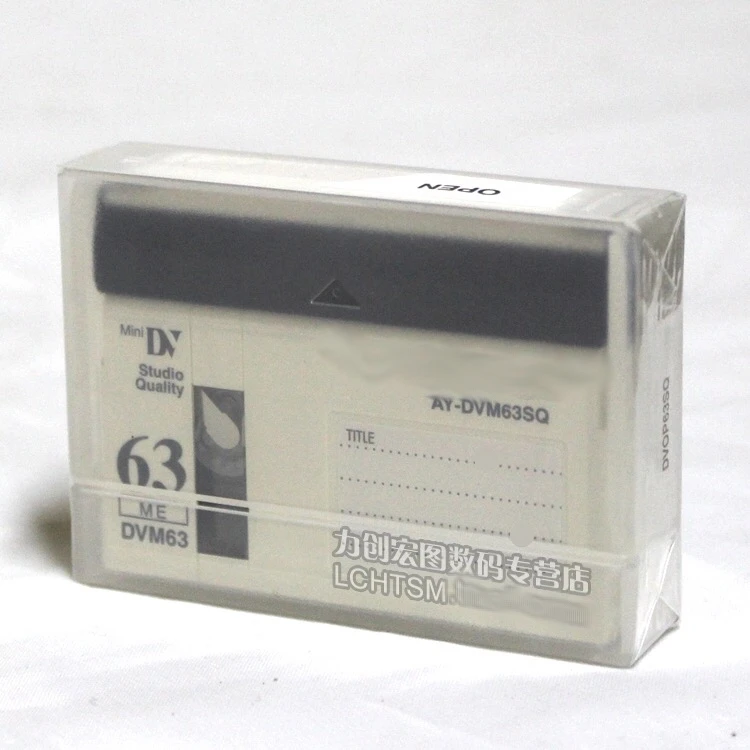 OPEN
Mini DV
Studio
Quality
AY-DVM63SQ
TITLE
63
ME
DVM63
DVOP63SQ
力创宏图数码专营店
LCHTSM.